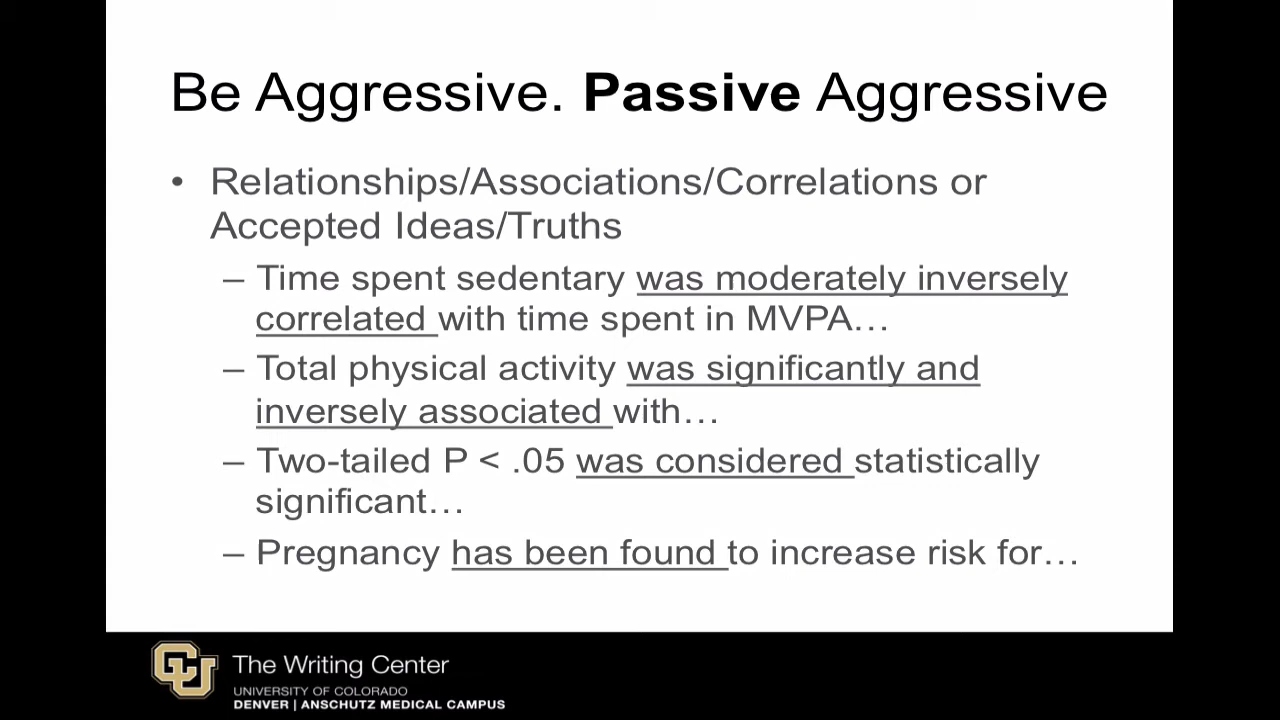 Be Aggressive. Passive Aggressive
• Relationships/Associations/Correlations or
Accepted Ideas/Truths
– Time spent sedentary was moderately inversely
correlated with time spent in MVPA…
– Total physical activity was significantly and
inversely associated with…
– Two-tailed P < .05 was considered statistically
significant…
– Pregnancy has been found to increase risk for…
CU
The Writing Center
UNIVERSITY OF COLORADO
DENVER | ANSCHUTZ MEDICAL CAMPUS